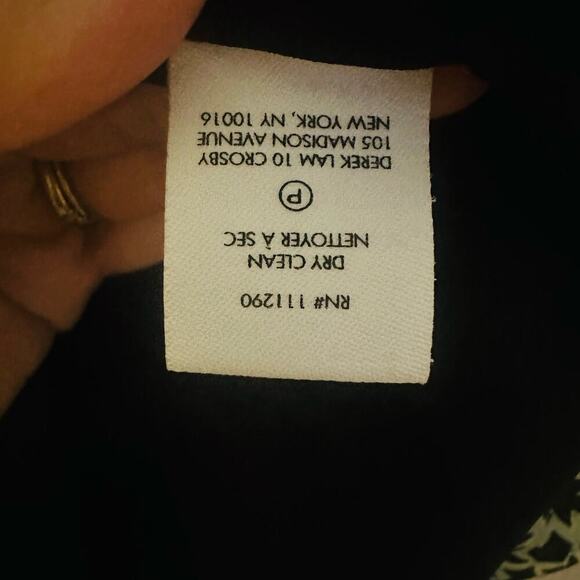 RN# 111290
DRY CLEAN
NETTOYER À SEC
P
DEREK LAM 10 CROSBY
105 MADISON AVENUE
NEW YORK, NY 10016